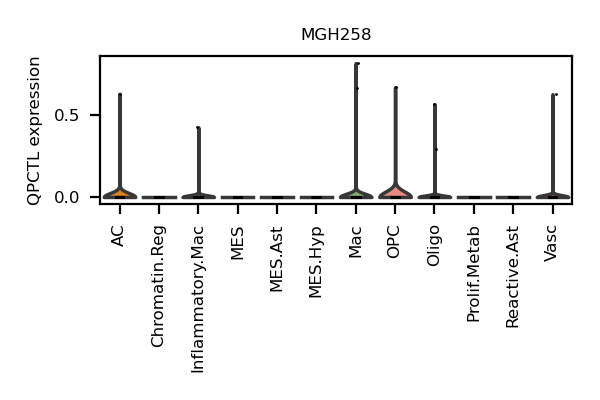 MGH258
QPCTL expression
0.5
0.0
AC
Chromatin.Reg
Inflammatory.Mac
MES
MES.Ast
MES.Hyp
Mac
OPC
Oligo
Prolif.Metab
Reactive.Ast
Vasc